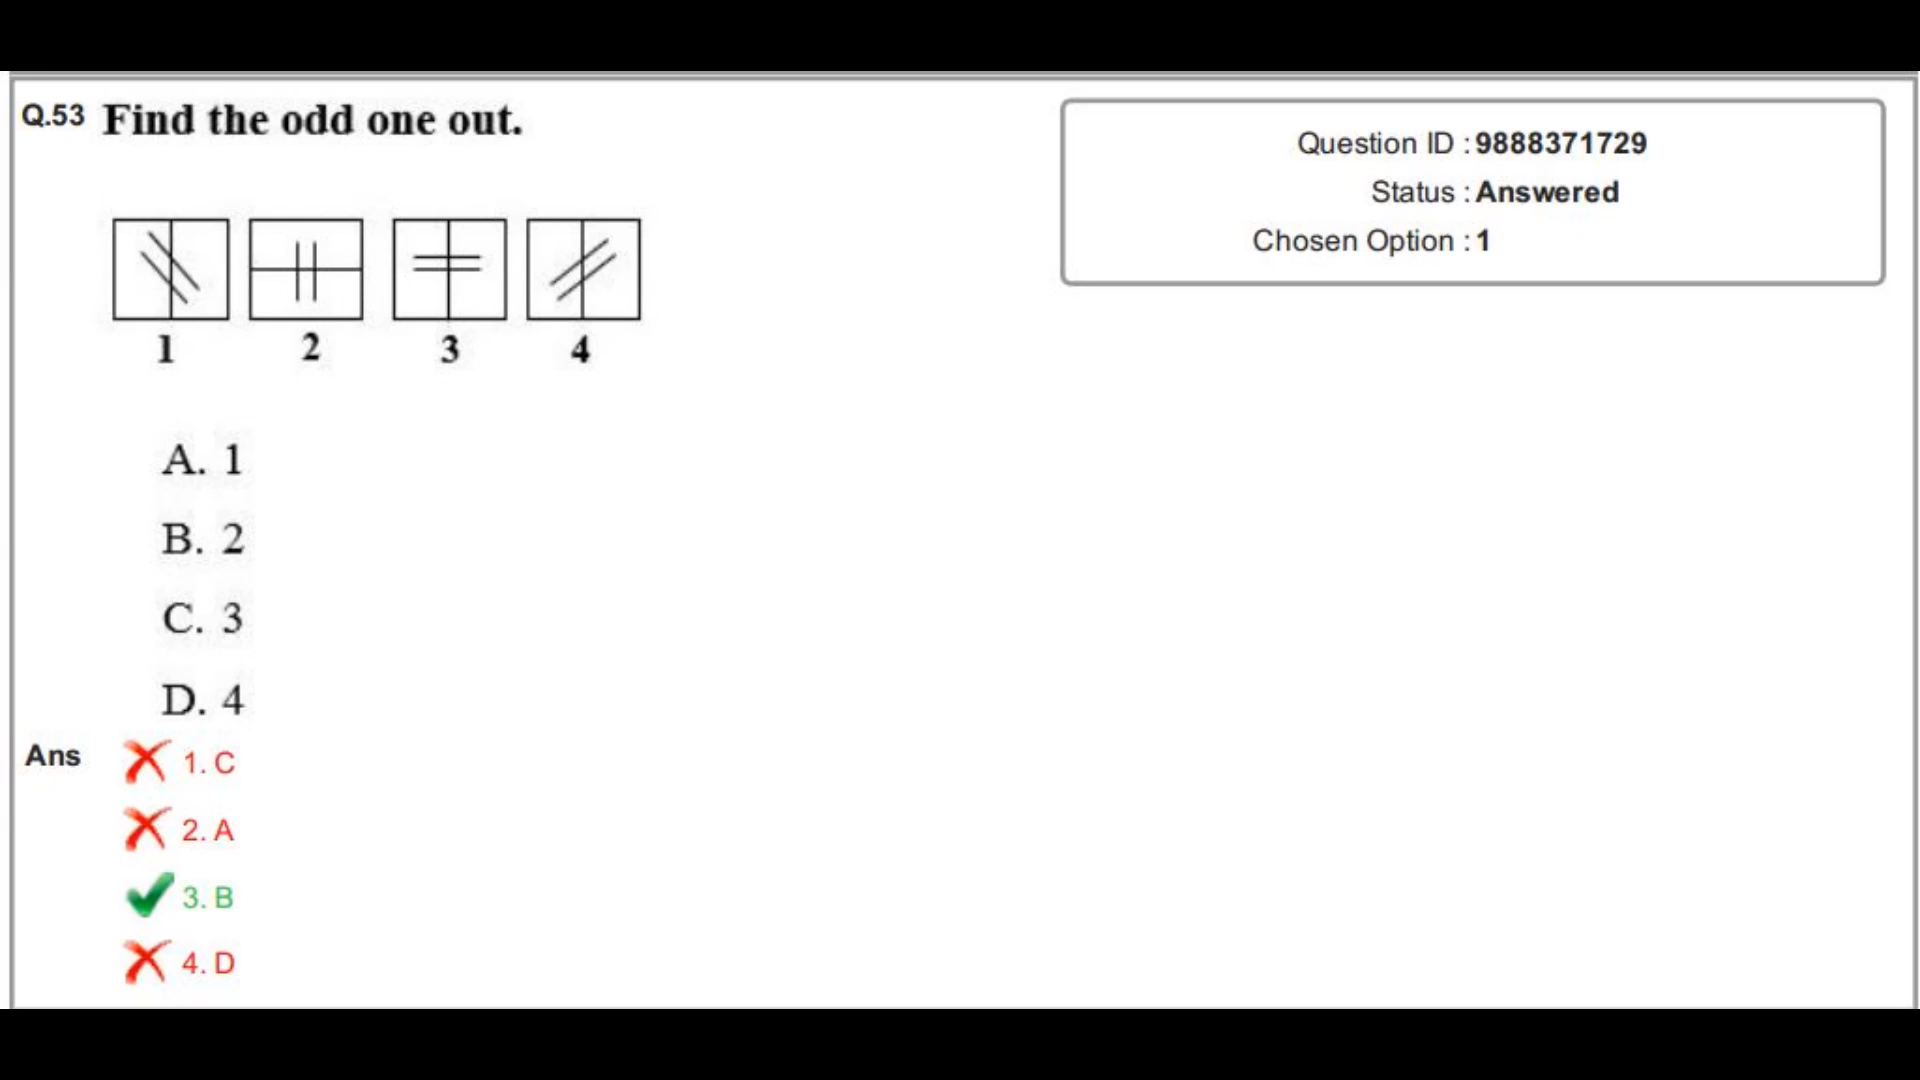 Q.53 Find the odd one out.
Question ID : 9888371729
Status : Answered
Chosen Option : 1
1 2 3 4
A. 1
B. 2
C. 3
D. 4
Ans 1. C
2. A
3. B
4. D